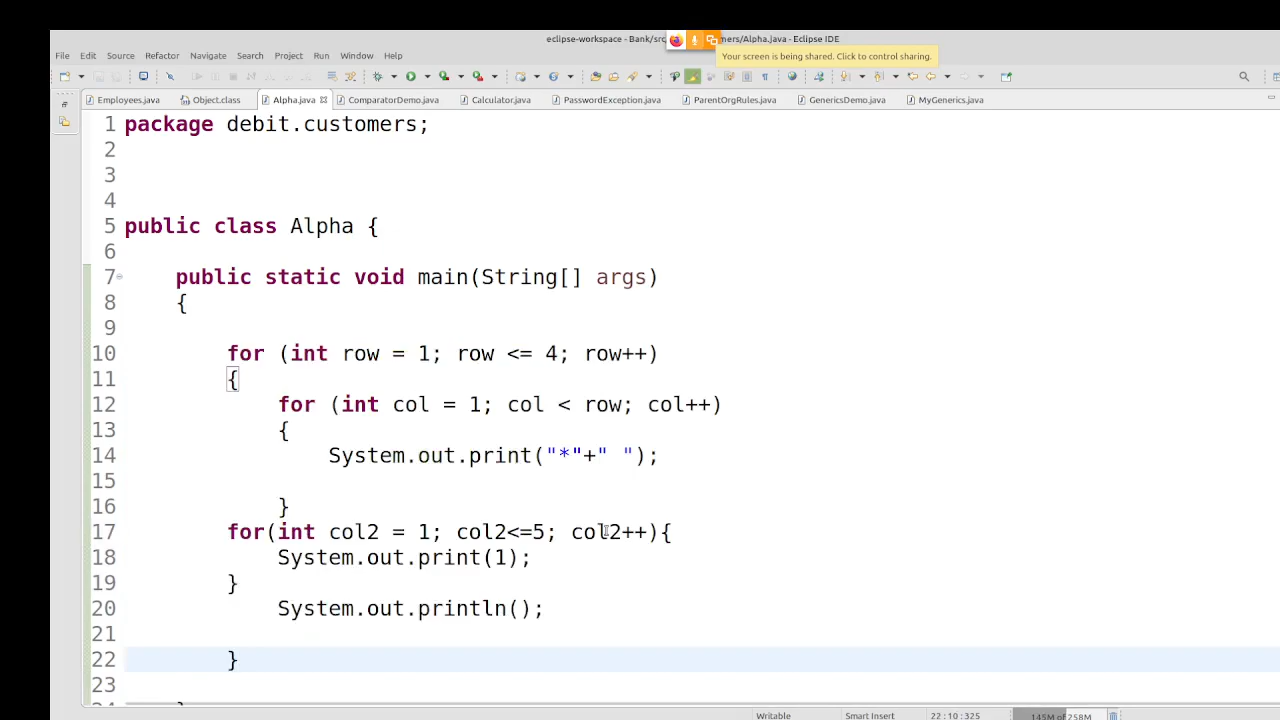 eclipse-workspace - Bank/src mers/Alpha.java - Eclipse IDE
Your screen is being shared. Click to control sharing.
File Edit Source Refactor Navigate Search Project Run Window Help
Employees.java Object.class Alpha.java ComparatorDemo.java Calculator.java PasswordException.java ParentOrgRules.java GenericsDemo.java MyGenerics.java
1 package debit.customers;
2
3
4
5 public class Alpha {
6
7 public static void main(String[] args)
8 {
9
10 for (int row = 1; row <= 4; row++)
11 {
12 for (int col = 1; col < row; col++)
13 {
14 System.out.print("*"+" ");
15
16 }
17 for(int col2 = 1; col2<=5; col2++){
18 System.out.print(1);
19 }
20 System.out.println();
21
22 }
23
Writable Smart Insert 22 : 10 : 325 145M of 258M